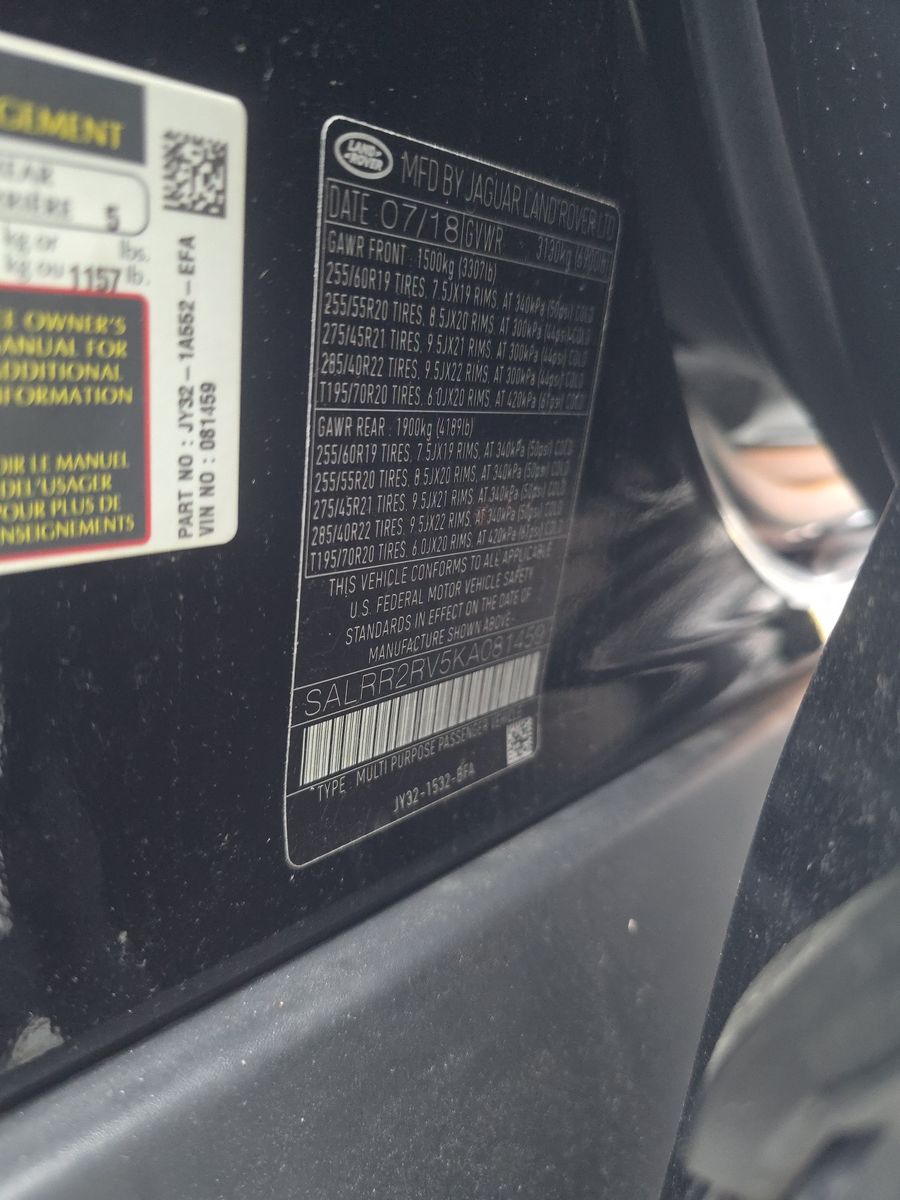 GEMENT
REAR
5
kg or lbs.
kg ou 1157 lb.
OWNER'S
MANUAL FOR
ADDITIONAL
INFORMATION
LE MANUEL
DE L'USAGER
POUR PLUS DE
NSEIGNEMENTS
PART NO : JY32-1A552-EFA
VIN NO : 081459
LAND ROVER
MFD BY JAGUAR LAND ROVER LTD
DATE 07/18 GVWR 3130kg
GAWR FRONT : 1500kg (3307lb)
255/60R19 TIRES, 7.5JX19 RIMS, AT 340kPa (50psi) COLD
255/55R20 TIRES, 8.5JX20 RIMS, AT 300kPa (44psi) COLD
275/45R21 TIRES, 9.5JX21 RIMS, AT 300kPa (44psi) COLD
285/40R22 TIRES, 9.5JX22 RIMS, AT 300kPa (44psi) COLD
T195/70R20 TIRES, 6.0JX20 RIMS, AT 420kPa (61psi) COLD
GAWR REAR : 1900kg (4189lb)
255/60R19 TIRES, 7.5JX19 RIMS, AT 340kPa (50psi) COLD
255/55R20 TIRES, 8.5JX20 RIMS, AT 340kPa (50psi) COLD
275/45R21 TIRES, 9.5JX21 RIMS, AT 340kPa (50psi) COLD
285/40R22 TIRES, 9.5JX22 RIMS, AT 340kPa (50psi) COLD
T195/70R20 TIRES, 6.0JX20 RIMS, AT 420kPa (61psi) COLD
THIS VEHICLE CONFORMS TO ALL APPLICABLE
U.S. FEDERAL MOTOR VEHICLE SAFETY
STANDARDS IN EFFECT ON THE DATE OF
MANUFACTURE SHOWN ABOVE.
SALRR2RV5KA081459
TYPE : MULTI PURPOSE PASSENGER VEHICLE
JY32-1532-BFA